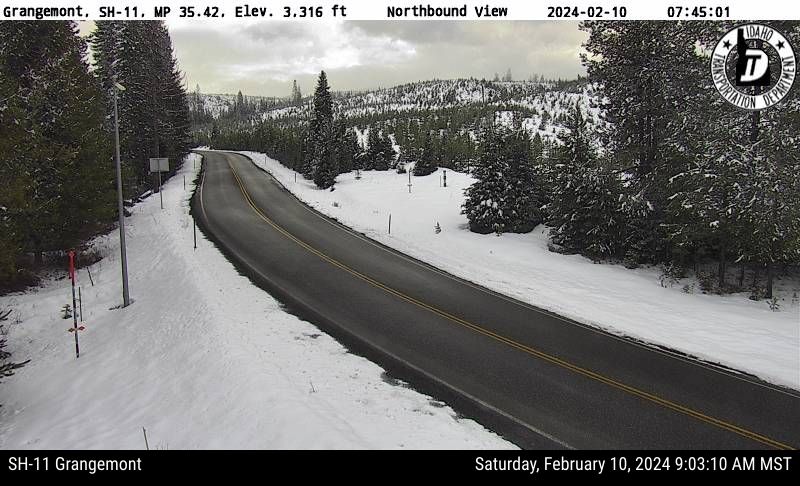 Grangemont, SH-11, MP 35.42, Elev. 3,316 ft Northbound View 2024-02-10 07:45:01
IDAHO
TRANSPORTATION DEPARTMENT
SH-11 Grangemont Saturday, February 10, 2024 9:03:10 AM MST